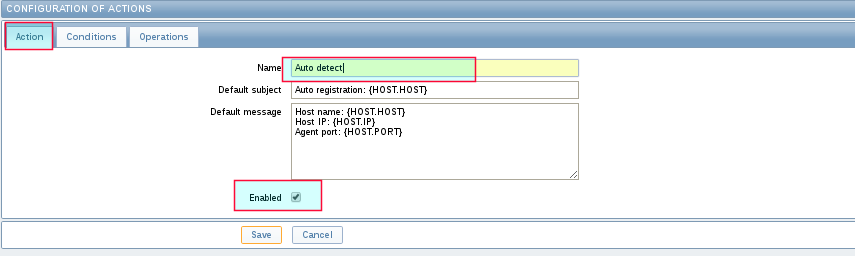 CONFIGURATION OF ACTIONS
Action Conditions Operations
Name Auto detect
Default subject Auto registration: {HOST.HOST}
Default message Host name: {HOST.HOST}
Host IP: {HOST.IP}
Agent port: {HOST.PORT}
Enabled
Save Cancel